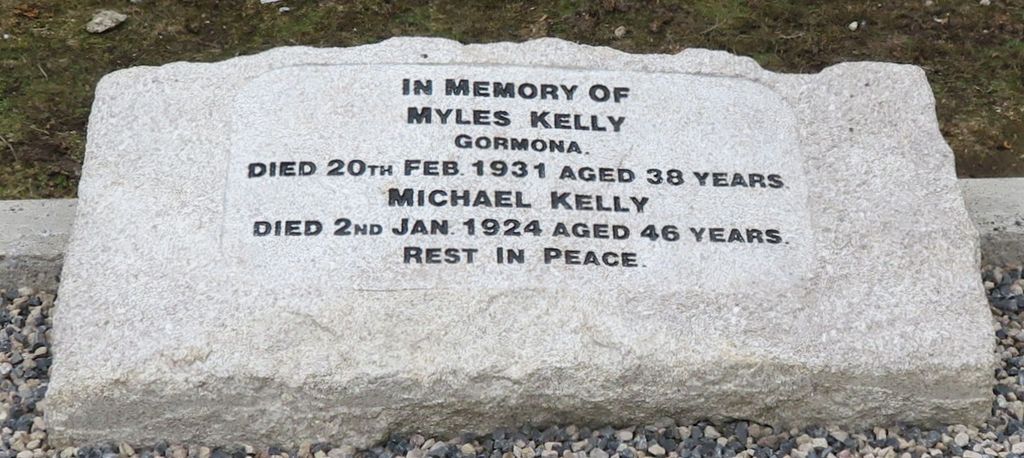 IN MEMORY OF
MYLES KELLY
GORMONA.
DIED 20TH FEB. 1931 AGED 38 YEARS.
MICHAEL KELLY
DIED 2ND JAN. 1924 AGED 46 YEARS.
REST IN PEACE.